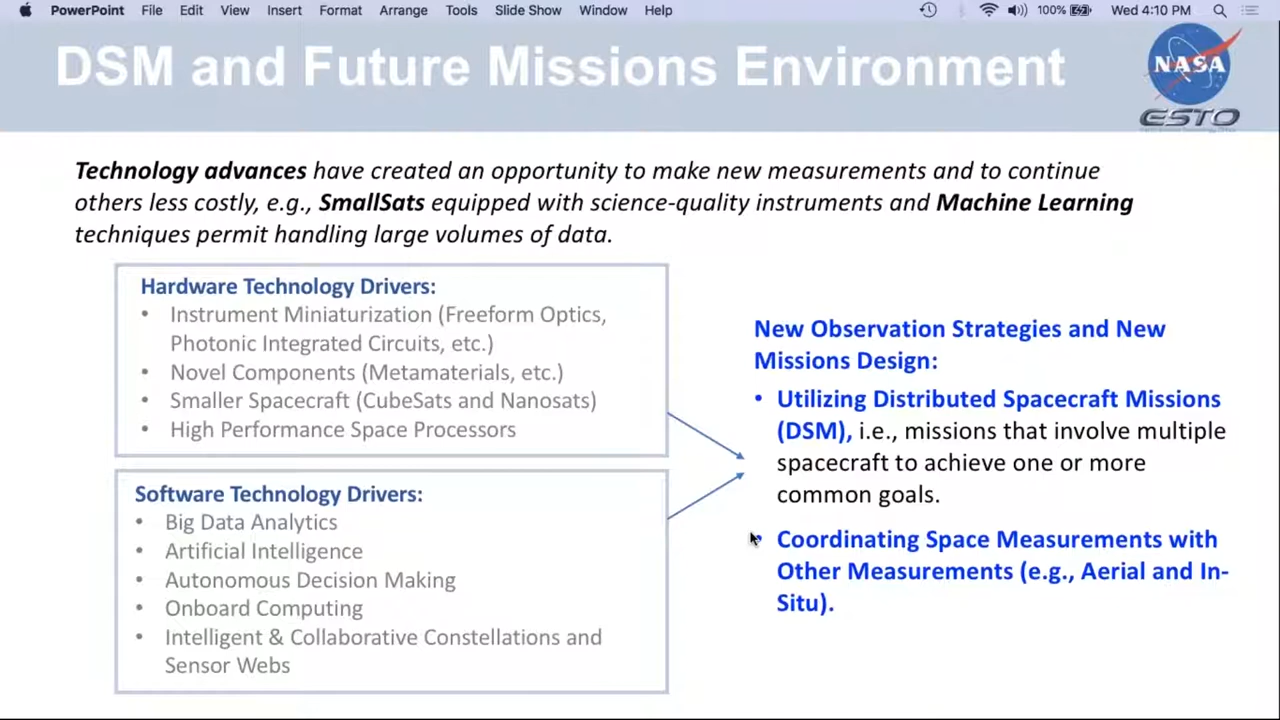 PowerPoint File Edit View Insert Format Arrange Tools Slide Show Window Help 100% Wed 4:10 PM
DSM and Future Missions Environment
NASA
ESTO
Technology advances have created an opportunity to make new measurements and to continue
others less costly, e.g., SmallSats equipped with science-quality instruments and Machine Learning
techniques permit handling large volumes of data.
Hardware Technology Drivers:
• Instrument Miniaturization (Freeform Optics,
Photonic Integrated Circuits, etc.)
• Novel Components (Metamaterials, etc.)
• Smaller Spacecraft (CubeSats and Nanosats)
• High Performance Space Processors
Software Technology Drivers:
• Big Data Analytics
• Artificial Intelligence
• Autonomous Decision Making
• Onboard Computing
• Intelligent & Collaborative Constellations and
Sensor Webs
New Observation Strategies and New
Missions Design:
• Utilizing Distributed Spacecraft Missions
(DSM), i.e., missions that involve multiple
spacecraft to achieve one or more
common goals.
• Coordinating Space Measurements with
Other Measurements (e.g., Aerial and In-
Situ).